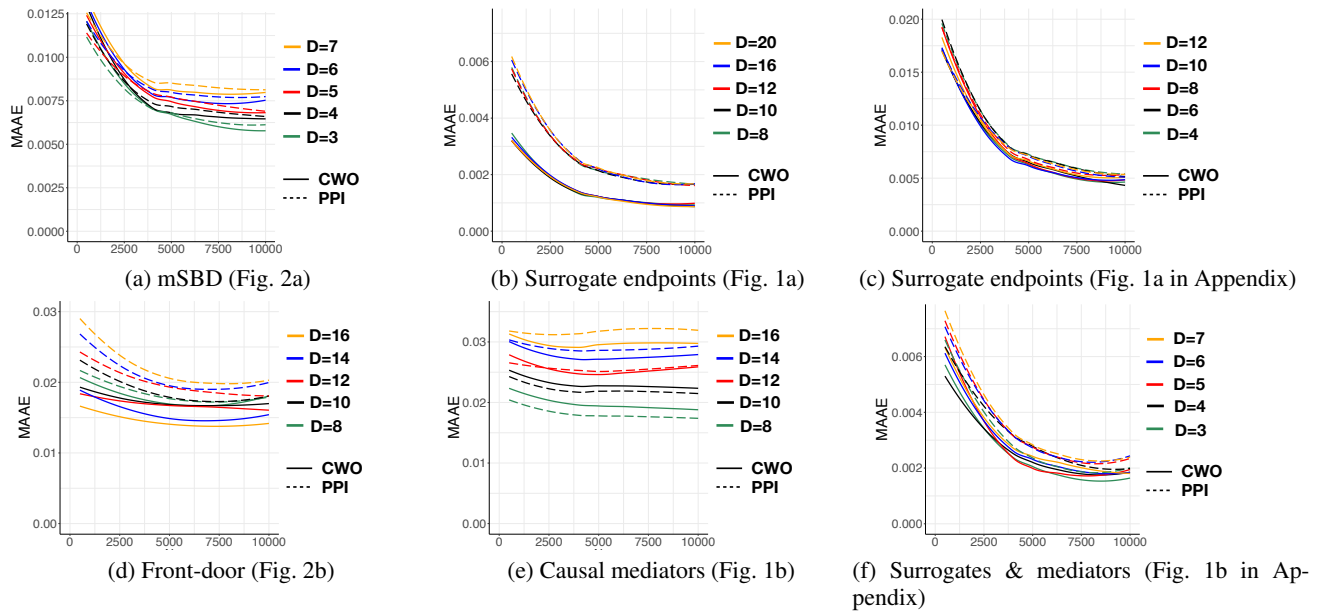 0.0125
0.0100
0.0075
0.0050
0.0025
0.0000
MAAE
0 2500 5000 7500 10000
D=7
D=6
D=5
D=4
D=3
CWO
PPI
(a) mSBD (Fig. 2a)
0.006
0.004
0.002
0.000
MAAE
0 2500 5000 7500 10000
D=20
D=16
D=12
D=10
D=8
CWO
PPI
(b) Surrogate endpoints (Fig. 1a)
0.020
0.015
0.010
0.005
0.000
MAAE
0 2500 5000 7500 10000
D=12
D=10
D=8
D=6
D=4
CWO
PPI
(c) Surrogate endpoints (Fig. 1a in Appendix)
0.03
0.02
0.01
0.00
MAAE
0 2500 5000 7500 10000
D=16
D=14
D=12
D=10
D=8
CWO
PPI
(d) Front-door (Fig. 2b)
0.03
0.02
0.01
0.00
MAAE
0 2500 5000 7500 10000
D=16
D=14
D=12
D=10
D=8
CWO
PPI
(e) Causal mediators (Fig. 1b)
0.006
0.004
0.002
0.000
MAAE
0 2500 5000 7500 10000
D=7
D=6
D=5
D=4
D=3
CWO
PPI
(f) Surrogates & mediators (Fig. 1b in Ap-
pendix)